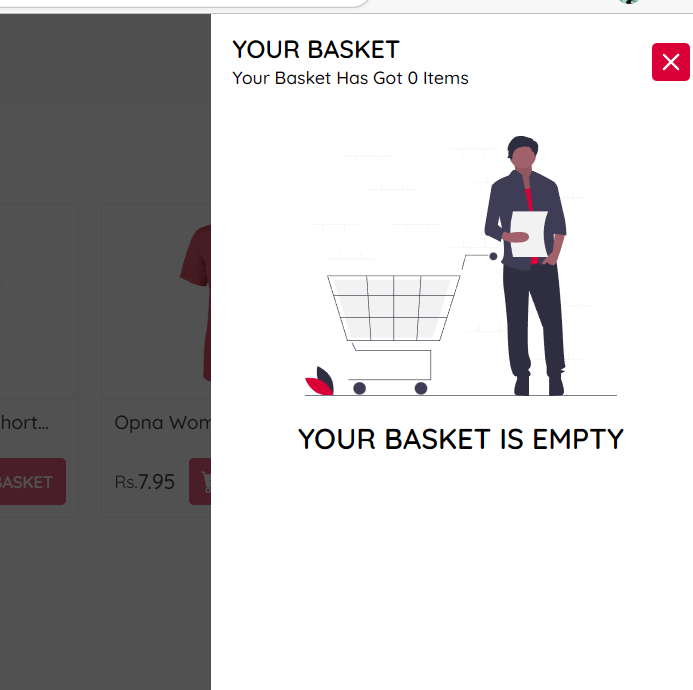 YOUR BASKET
Your Basket Has Got 0 Items
YOUR BASKET IS EMPTY
hort...
Opna Wom
BASKET
Rs.7.95